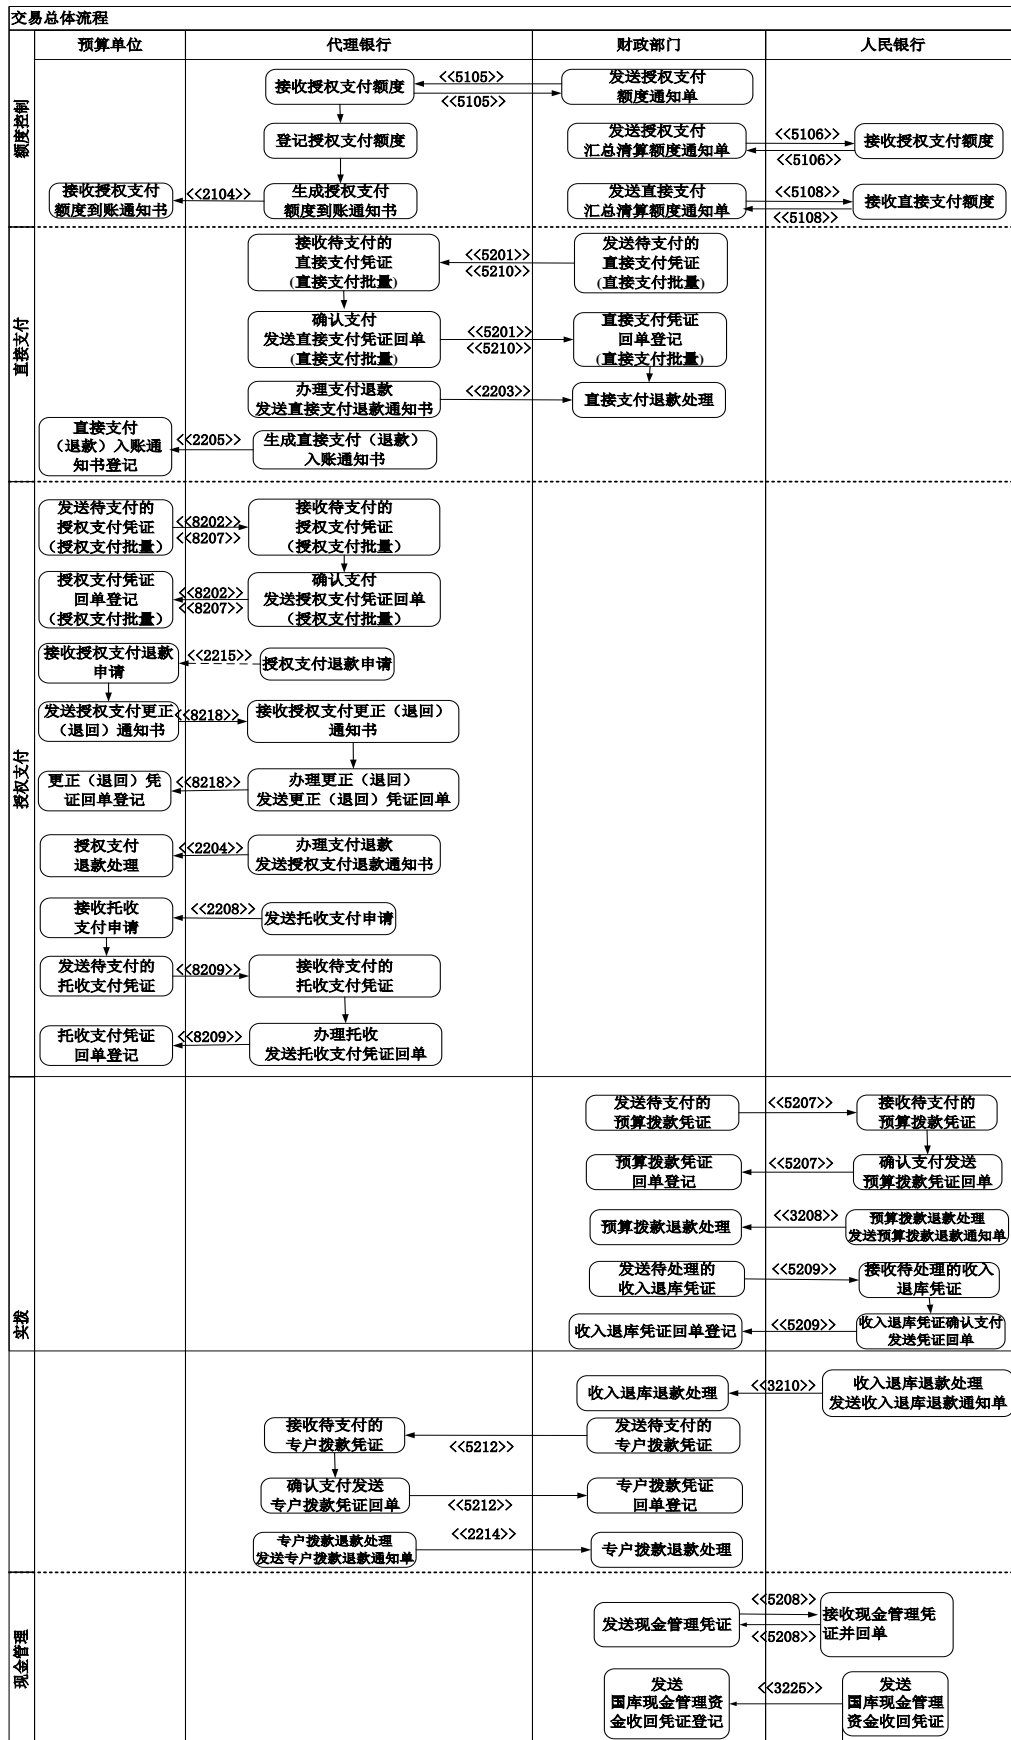 交易总体流程
预算单位
代理银行
财政部门
人民银行
额度控制
接收授权支付额度
<<5105>>
<<5105>>
发送授权支付
额度通知单
登记授权支付额度
发送授权支付
汇总清算额度通知单
<<5106>>
<<5106>>
接收授权支付额度
接收授权支付
额度到账通知书
<<2104>>
生成授权支付
额度到账通知书
发送直接支付
汇总清算额度通知单
<<5108>>
<<5108>>
接收直接支付额度
直接支付
接收待支付的
直接支付凭证
(直接支付批量)
<<5201>>
<<5210>>
发送待支付的
直接支付凭证
(直接支付批量)
确认支付
发送直接支付凭证回单
(直接支付批量)
<<5201>>
<<5210>>
直接支付凭证
回单登记
(直接支付批量)
办理支付退款
发送直接支付退款通知书
<<2203>>
直接支付退款处理
直接支付
（退款）入账通
知书登记
<<2205>>
生成直接支付（退款）
入账通知书
授权支付
发送待支付的
授权支付凭证
（授权支付批量）
<<8202>>
<<8207>>
接收待支付的
授权支付凭证
（授权支付批量）
授权支付凭证
回单登记
（授权支付批量）
<<8202>>
<<8207>>
确认支付
发送授权支付凭证回单
（授权支付批量）
接收授权支付退款
申请
<<2215>>
授权支付退款申请
发送授权支付更正
（退回）通知书
<<8218>>
接收授权支付更正（退回）
通知书
更正（退回）凭
证回单登记
<<8218>>
办理更正（退回）
发送更正（退回）凭证回单
授权支付
退款处理
<<2204>>
办理支付退款
发送授权支付退款通知书
接收托收
支付申请
<<2208>>
发送托收支付申请
发送待支付的
托收支付凭证
<<8209>>
接收待支付的
托收支付凭证
托收支付凭证
回单登记
<<8209>>
办理托收
发送托收支付凭证回单
实拨
发送待支付的
预算拨款凭证
<<5207>>
接收待支付的
预算拨款凭证
预算拨款凭证
回单登记
<<5207>>
确认支付发送
预算拨款凭证回单
预算拨款退款处理
<<3208>>
预算拨款退款处理
发送预算拨款退款通知单
发送待处理的
收入退库凭证
<<5209>>
接收待处理的收入
退库凭证
收入退库凭证回单登记
<<5209>>
收入退库凭证确认支付
发送凭证回单
收入退库退款处理
<<3210>>
收入退库退款处理
发送收入退库退款通知单
接收待支付的
专户拨款凭证
<<5212>>
发送待支付的
专户拨款凭证
确认支付发送
专户拨款凭证回单
<<5212>>
专户拨款凭证
回单登记
专户拨款退款处理
发送专户拨款退款通知单
<<2214>>
专户拨款退款处理
现金管理
发送现金管理凭证
<<5208>>
<<5208>>
接收现金管理凭
证并回单
发送
国库现金管理资
金收回凭证登记
<<3225>>
发送
国库现金管理
资金收回凭证